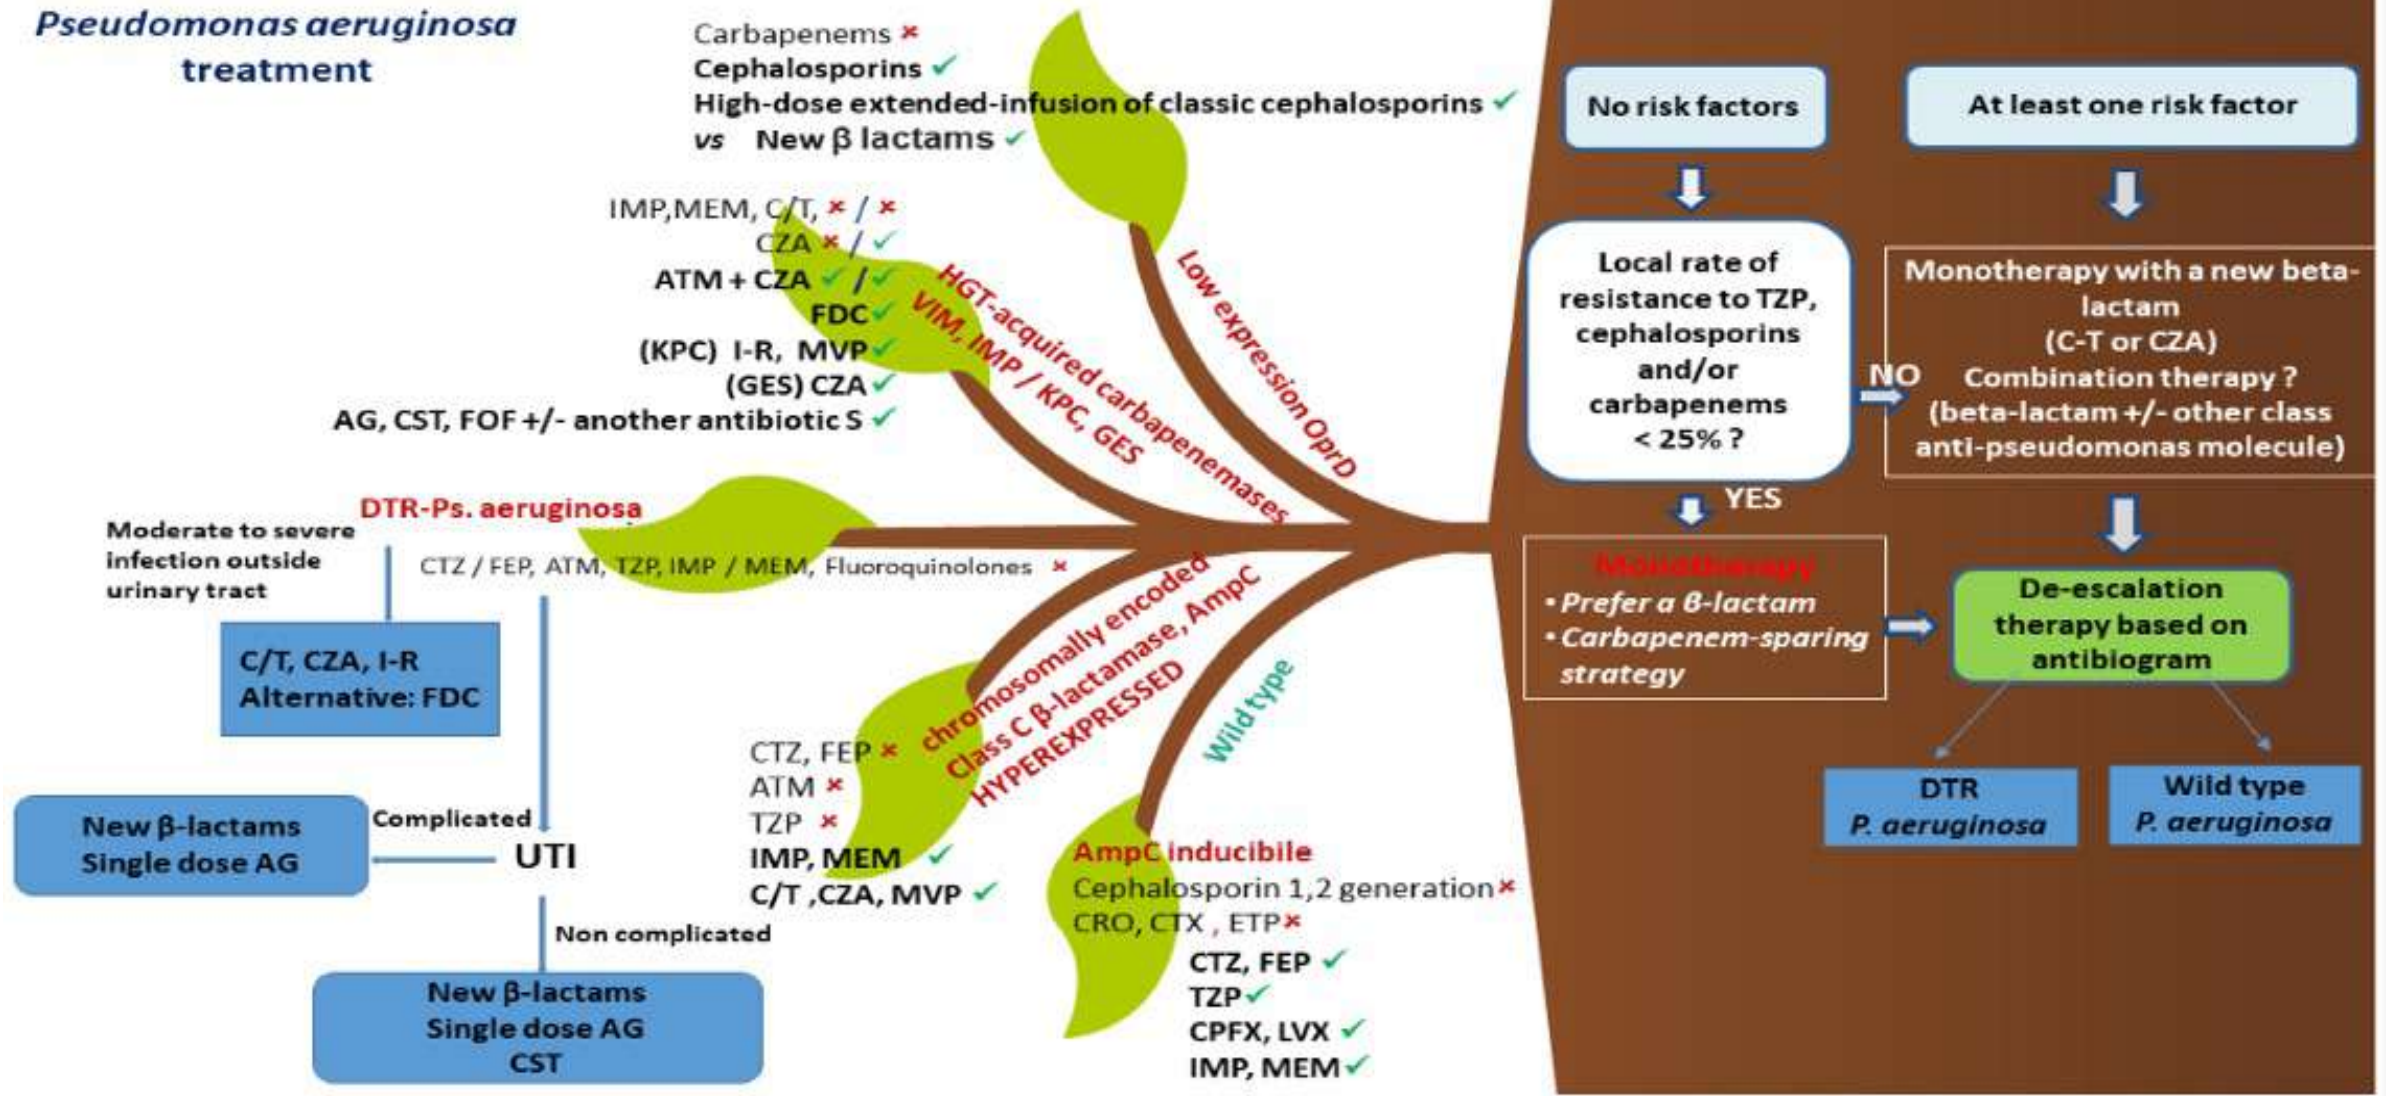 Pseudomonas aeruginosa
treatment
Carbapenems ×
Cephalosporins ✓
High-dose extended-infusion of classic cephalosporins ✓
vs New β lactams ✓
IMP,MEM, C/T, × / ×
CZA × / ✓
ATM + CZA ✓ / ✓
FDC ✓
(KPC) I-R, MVP ✓
(GES) CZA ✓
AG, CST, FOF +/- another antibiotic S ✓
Low expression OprD
HGT-acquired carbapenemases
VIM, IMP / KPC, GES
DTR-Ps. aeruginosa
Moderate to severe
infection outside
urinary tract
CTZ / FEP, ATM, TZP, IMP / MEM, Fluoroquinolones ×
C/T, CZA, I-R
Alternative: FDC
Complicated
New β-lactams
Single dose AG
UTI
Non complicated
New β-lactams
Single dose AG
CST
chromosomally encoded
Class C β-lactamase, AmpC
HYPEREXPRESSED
CTZ, FEP ×
ATM ×
TZP ×
IMP, MEM ✓
C/T ,CZA, MVP ✓
Wild type
AmpC inducibile
Cephalosporin 1,2 generation ×
CRO, CTX , ETP ×
CTZ, FEP ✓
TZP ✓
CPFX, LVX ✓
IMP, MEM ✓
No risk factors
At least one risk factor
Local rate of
resistance to TZP,
cephalosporins
and/or
carbapenems
< 25% ?
NO
YES
Monotherapy with a new beta-
lactam
(C-T or CZA)
Combination therapy ?
(beta-lactam +/- other class
anti-pseudomonas molecule)
Monotherapy
• Prefer a β-lactam
• Carbapenem-sparing
strategy
De-escalation
therapy based on
antibiogram
DTR
P. aeruginosa
Wild type
P. aeruginosa